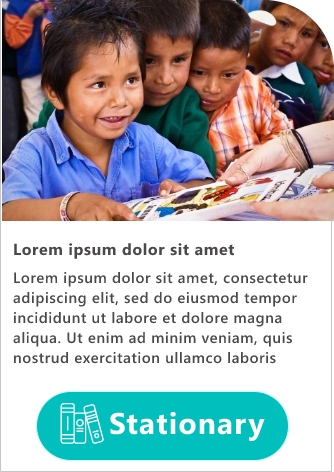 Lorem ipsum dolor sit amet
Lorem ipsum dolor sit amet, consectetur
adipiscing elit, sed do eiusmod tempor
incididunt ut labore et dolore magna
aliqua. Ut enim ad minim veniam, quis
nostrud exercitation ullamco laboris
Stationary